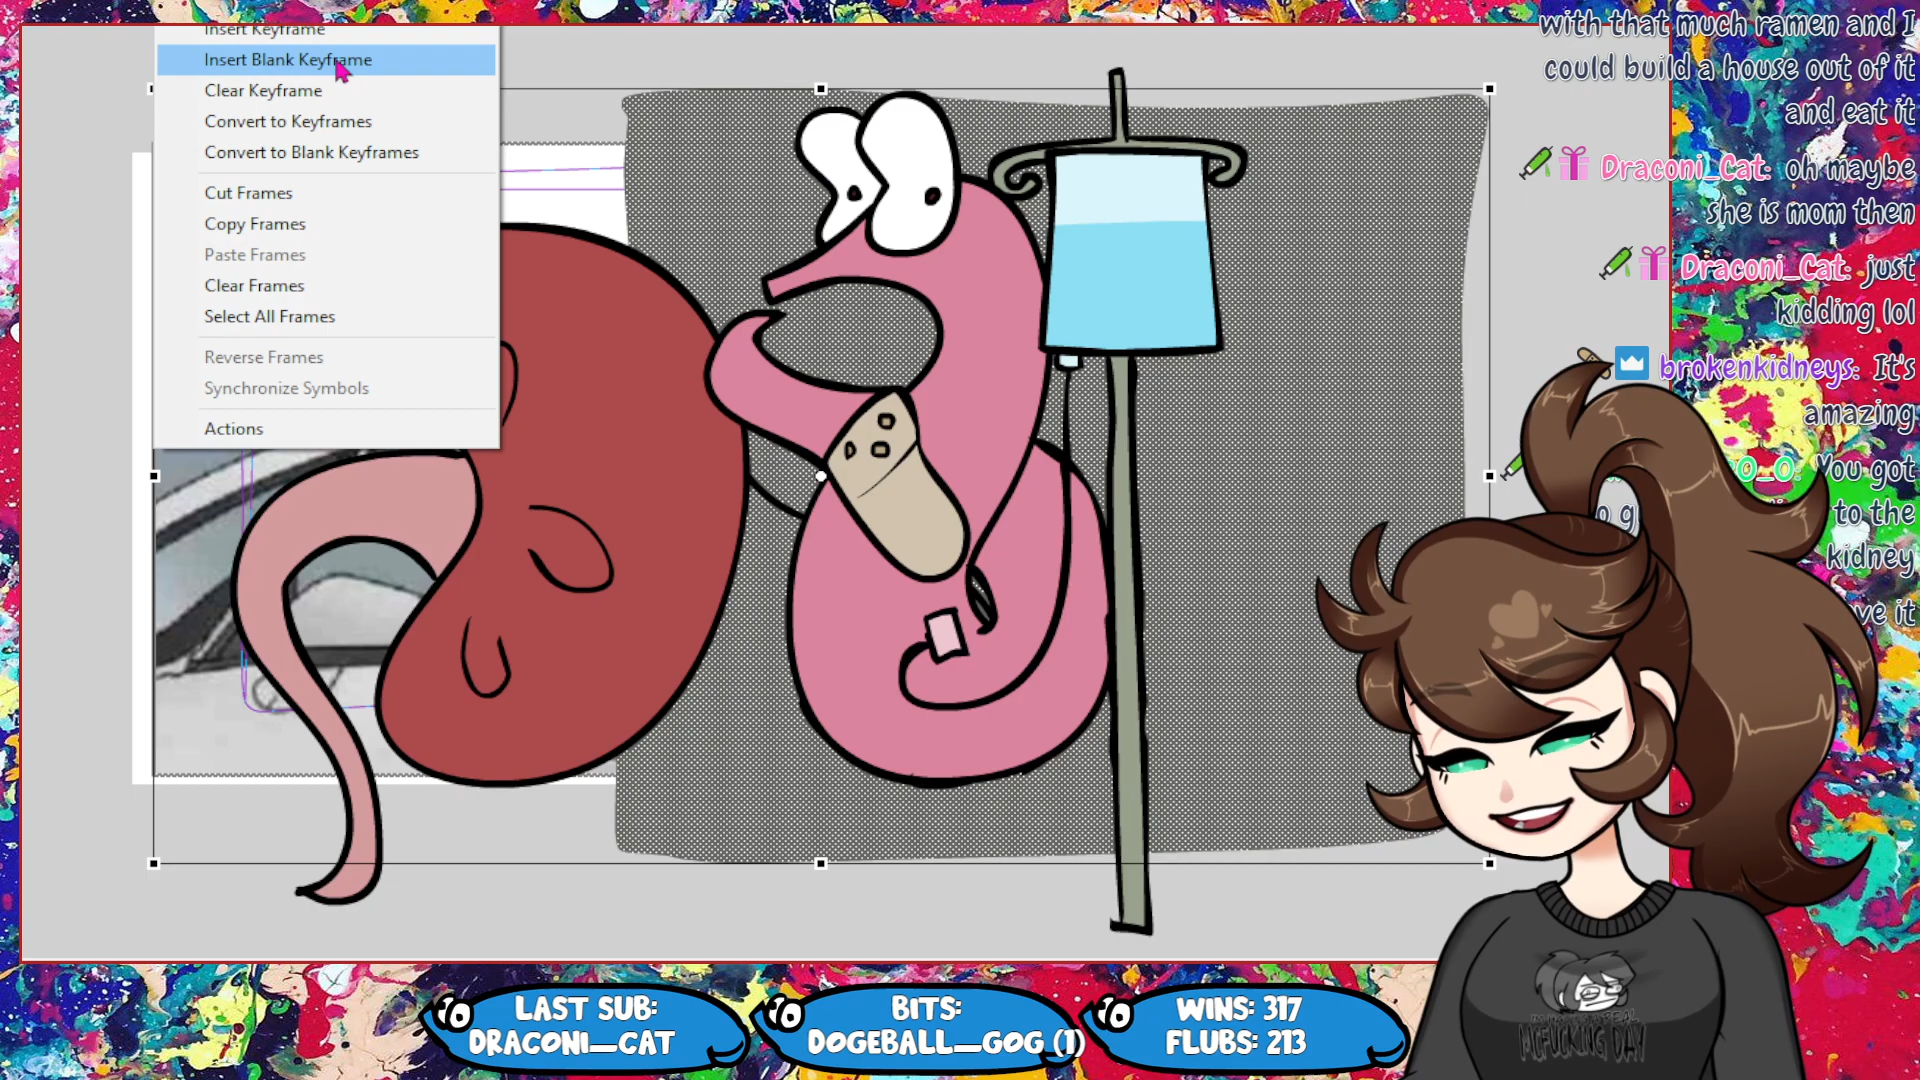 Insert Keyframe
Insert Blank Keyframe
Clear Keyframe
Convert to Keyframes
Convert to Blank Keyframes
Cut Frames
Copy Frames
Paste Frames
Clear Frames
Select All Frames
Reverse Frames
Synchronize Symbols
Actions
with that much ramen and I
could build a house out of it
and eat it
Draconi_Cat: oh maybe
she is mom then
Draconi_Cat: just
kidding lol
brokenkidneys: It's
amazing
You got
to the
kidney
LAST SUB:
DRACONI_CAT
BITS:
DOGEBALL_GOG (1)
WINS: 317
FLUBS: 213
MCFUCKING DAY